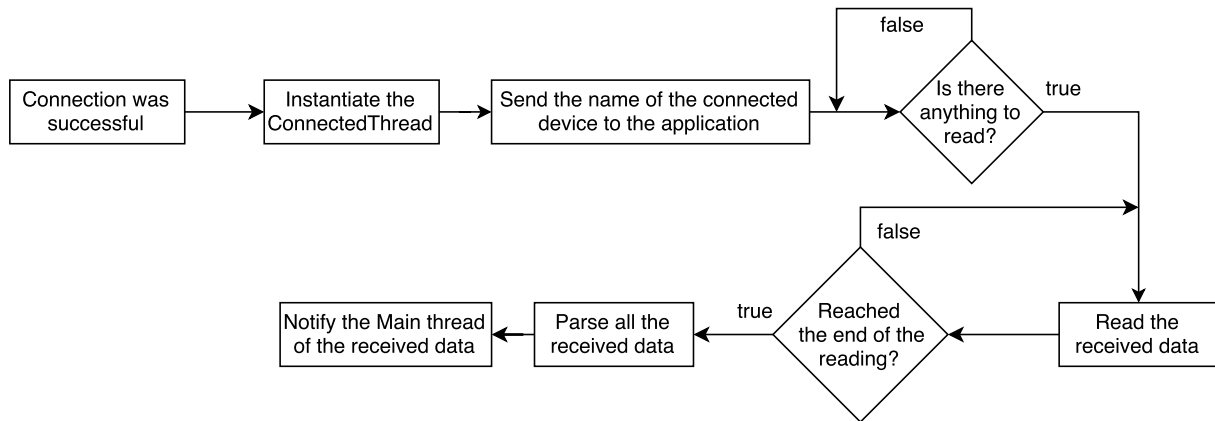 false
Connection was
successful
Instantiate the
ConnectedThread
Send the name of the connected
device to the application
Is there
anything to
read?
true
false
Notify the Main thread
of the received data
Parse all the
received data
true
Reached
the end of the
reading?
Read the
received data